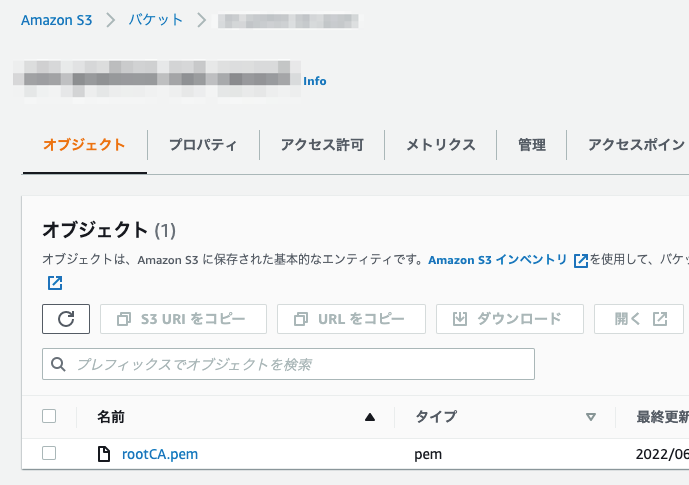 Amazon S3 > バケット >
Info
オブジェクト プロパティ アクセス許可 メトリクス 管理 アクセスポイン
オブジェクト (1)
オブジェクトは、Amazon S3 に保存された基本的なエンティティです。Amazon S3 インベントリ を使用して、バケッ
S3 URI をコピー URL をコピー ダウンロード 開く
プレフィックスでオブジェクトを検索
名前 タイプ 最終更新
rootCA.pem pem 2022/06